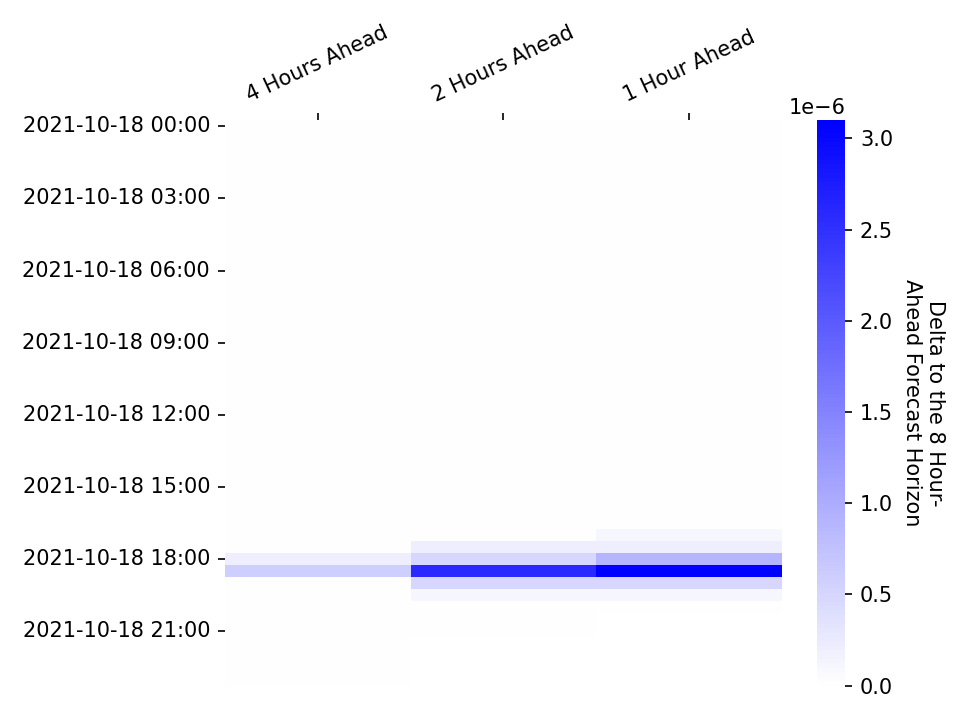 4 Hours Ahead
2 Hours Ahead
1 Hour Ahead
1e−6
2021-10-18 00:00
2021-10-18 03:00
2021-10-18 06:00
2021-10-18 09:00
2021-10-18 12:00
2021-10-18 15:00
2021-10-18 18:00
2021-10-18 21:00
3.0
2.5
2.0
1.5
1.0
0.5
0.0
Delta to the 8 Hour-
Ahead Forecast Horizon